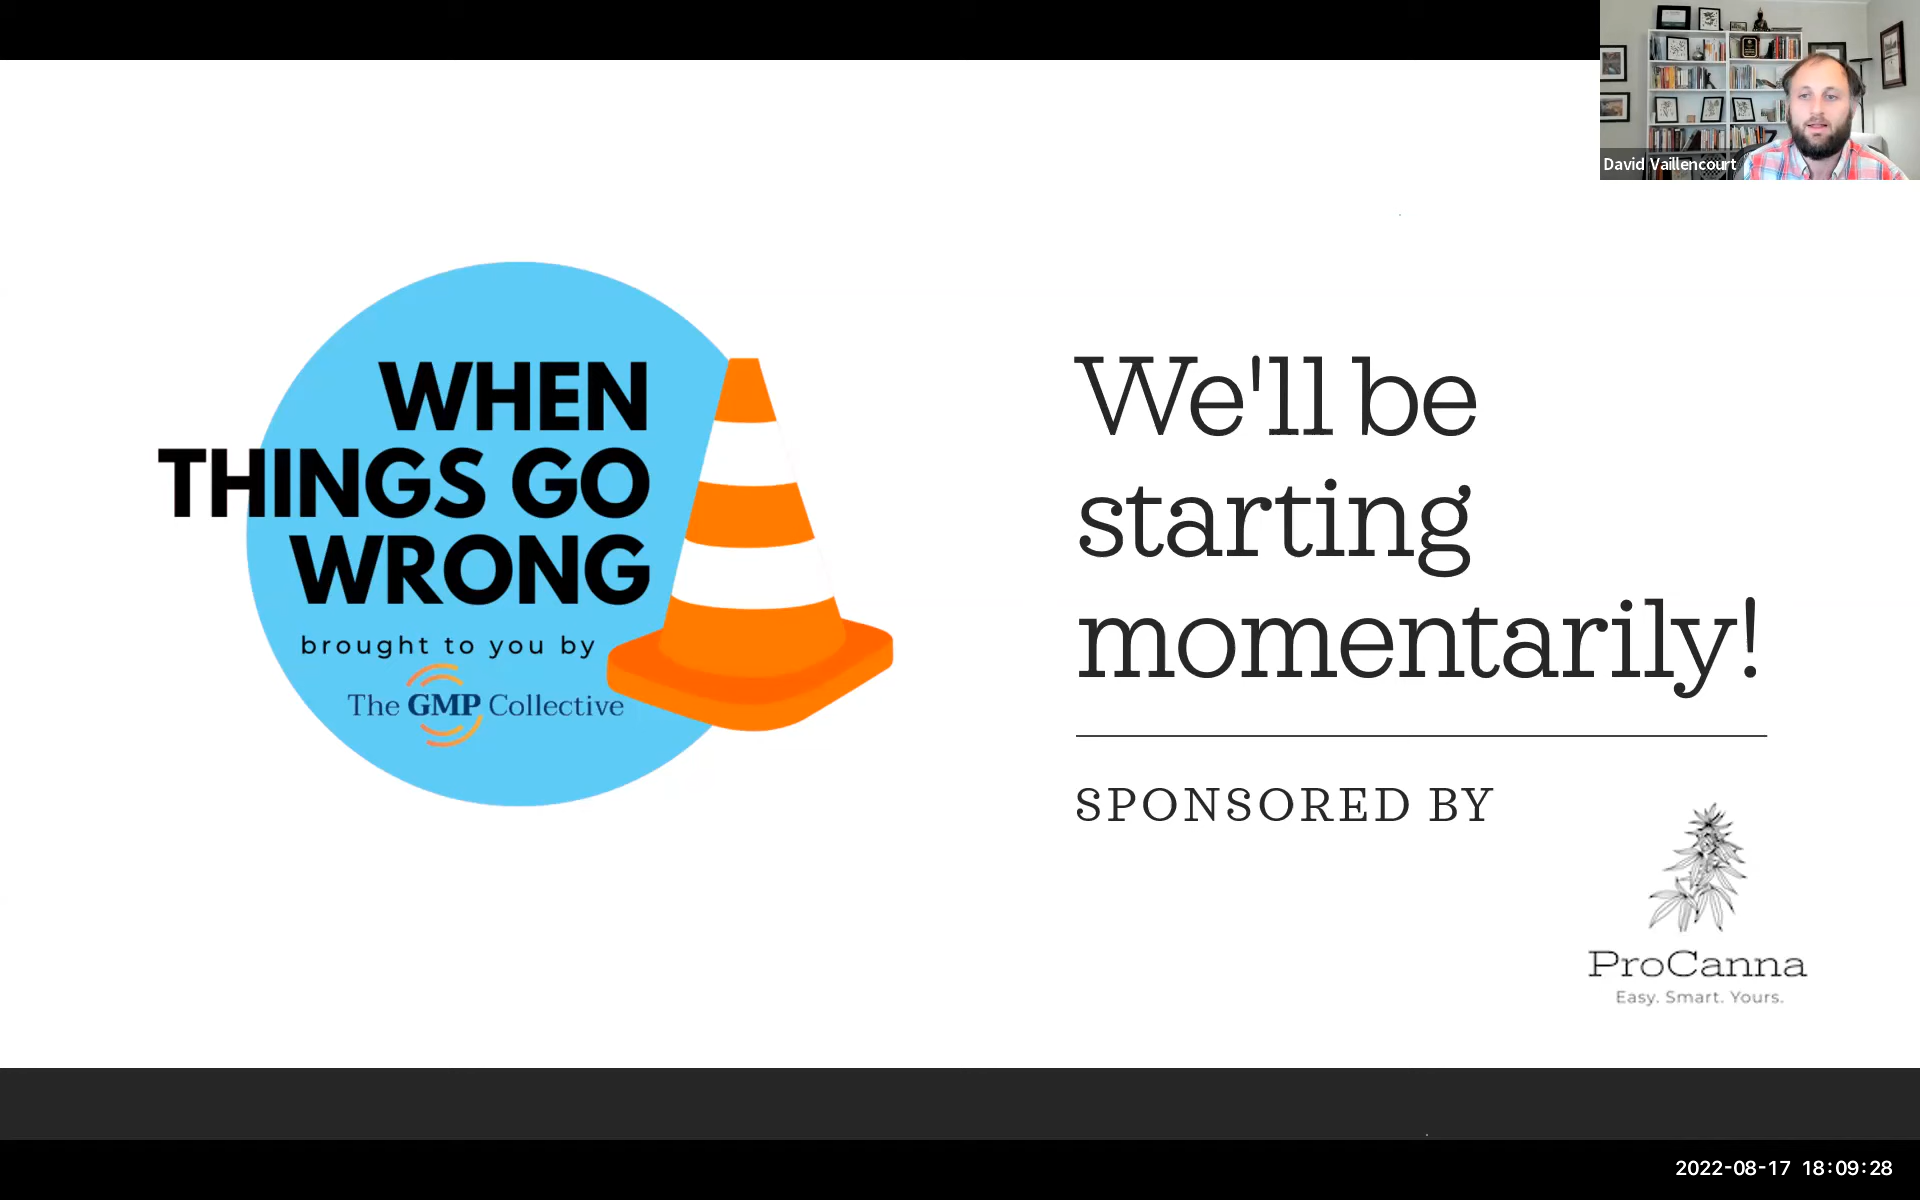 David Vaillencourt
WHEN
THINGS GO
WRONG
brought to you by
The GMP Collective
We'll be
starting
momentarily!
SPONSORED BY
ProCanna
Easy. Smart. Yours.
2022-08-17 18:09:28